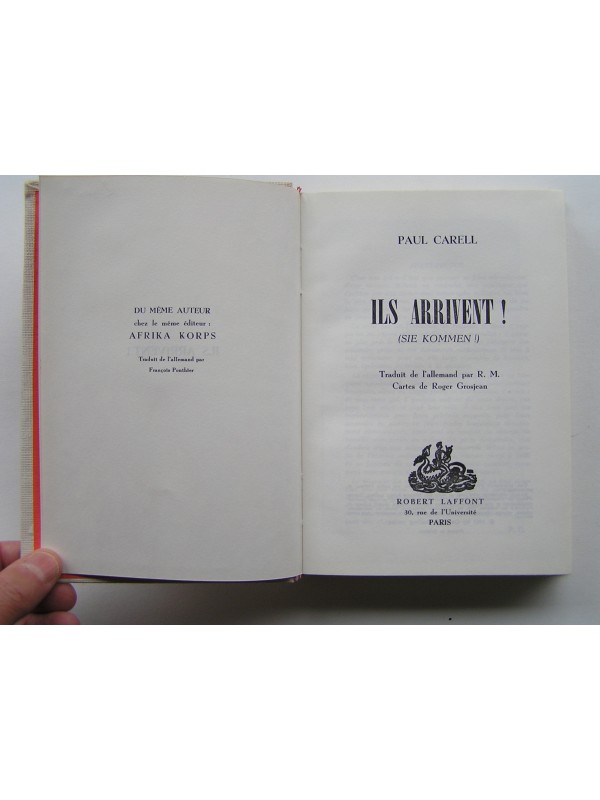 DU MÊME AUTEUR
chez le même éditeur :
AFRIKA KORPS
Traduit de l'allemand par
François Ponthier
PAUL CARELL
ILS ARRIVENT !
(SIE KOMMEN !)
Traduit de l'allemand par R. M.
Cartes de Roger Grosjean
ROBERT LAFFONT
30, rue de l'Université
PARIS